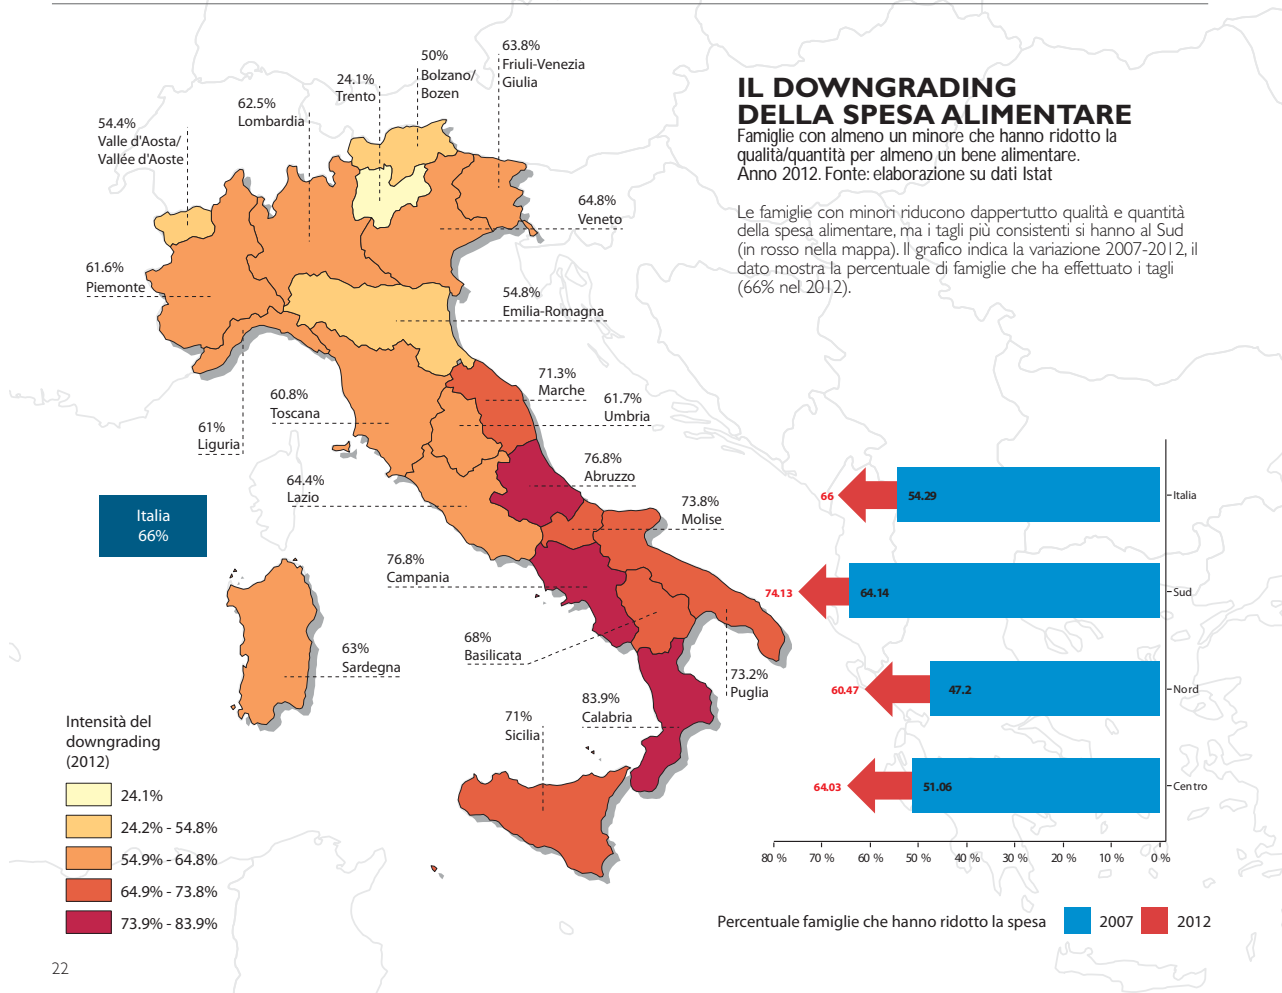 IL DOWNGRADING
DELLA SPESA ALIMENTARE
Famiglie con almeno un minore che hanno ridotto la
qualità/quantità per almeno un bene alimentare.
Anno 2012. Fonte: elaborazione su dati Istat
Le famiglie con minori riducono dappertutto qualità e quantità
della spesa alimentare, ma i tagli più consistenti si hanno al Sud
(in rosso nella mappa). Il grafico indica la variazione 2007-2012, il
dato mostra la percentuale di famiglie che ha effettuato i tagli
(66% nel 2012).
63.8%
Friuli-Venezia
Giulia
50%
Bolzano/
Bozen
24.1%
Trento
62.5%
Lombardia
54.4%
Valle d'Aosta/
Vallée d'Aoste
64.8%
Veneto
61.6%
Piemonte
54.8%
Emilia-Romagna
71.3%
Marche
61.7%
Umbria
60.8%
Toscana
61%
Liguria
76.8%
Abruzzo
64.4%
Lazio
73.8%
Molise
Italia
66%
76.8%
Campania
68%
Basilicata
63%
Sardegna
73.2%
Puglia
83.9%
Calabria
71%
Sicilia
Intensità del
downgrading
(2012)
24.1%
24.2% - 54.8%
54.9% - 64.8%
64.9% - 73.8%
73.9% - 83.9%
66 54.29 Italia
74.13 64.14 Sud
60.47 47.2 Nord
64.03 51.06 Centro
80 % 70 % 60 % 50 % 40 % 30 % 20 % 10 % 0 %
Percentuale famiglie che hanno ridotto la spesa 2007 2012
22